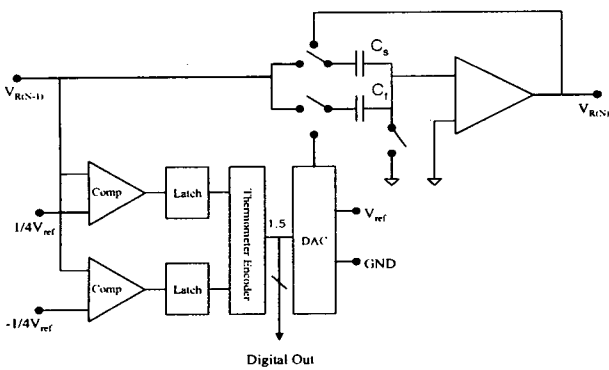 C_s
V_R(N-1)
C_f
V_R(N)
Comp
Latch
Thermometer Encoder
1/4V_ref
1.5
DAC
V_ref
GND
Comp
Latch
-1/4V_ref
Digital Out